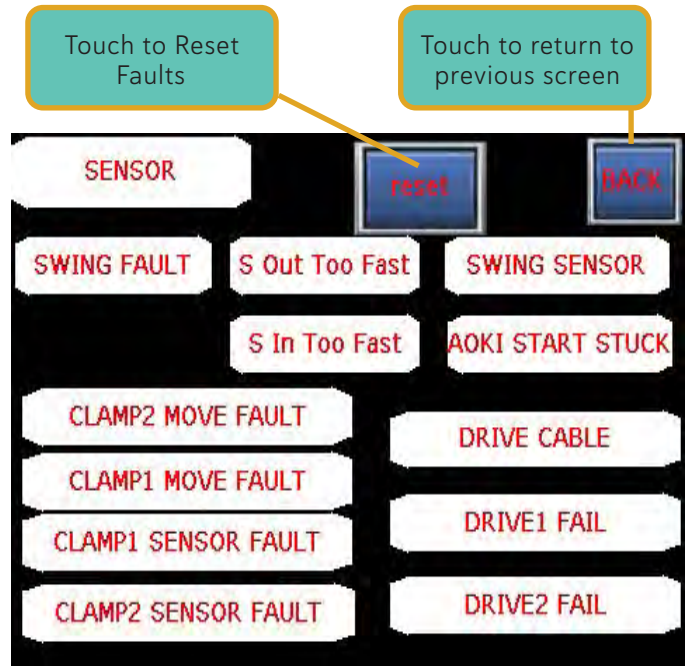 Touch to Reset
Faults
Touch to return to
previous screen
SENSOR
reset
BACK
SWING FAULT
S Out Too Fast
SWING SENSOR
S In Too Fast
AOKI START STUCK
CLAMP2 MOVE FAULT
DRIVE CABLE
CLAMP1 MOVE FAULT
DRIVE1 FAIL
CLAMP1 SENSOR FAULT
CLAMP2 SENSOR FAULT
DRIVE2 FAIL